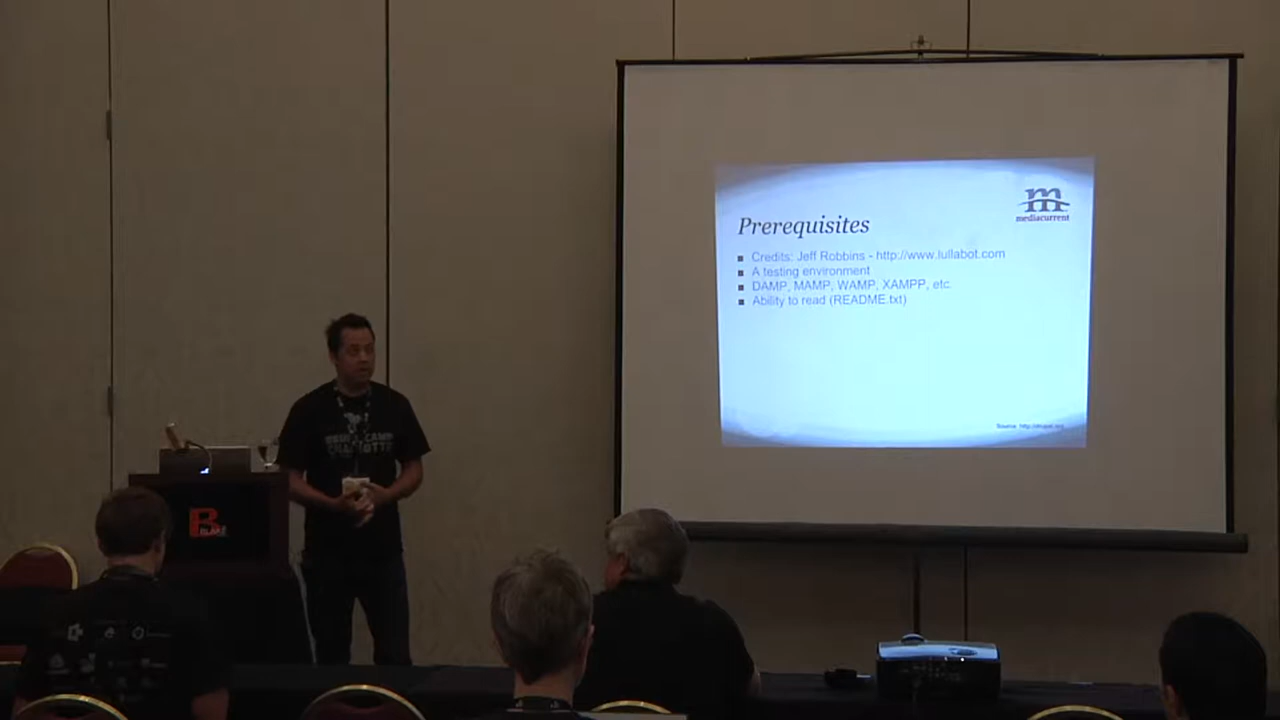 mediacurrent
Prerequisites
Credits: Jeff Robbins - http://www.lullabot.com
A testing environment
DAMP, MAMP, WAMP, XAMPP, etc.
Ability to read (README.txt)
B
BLAKE